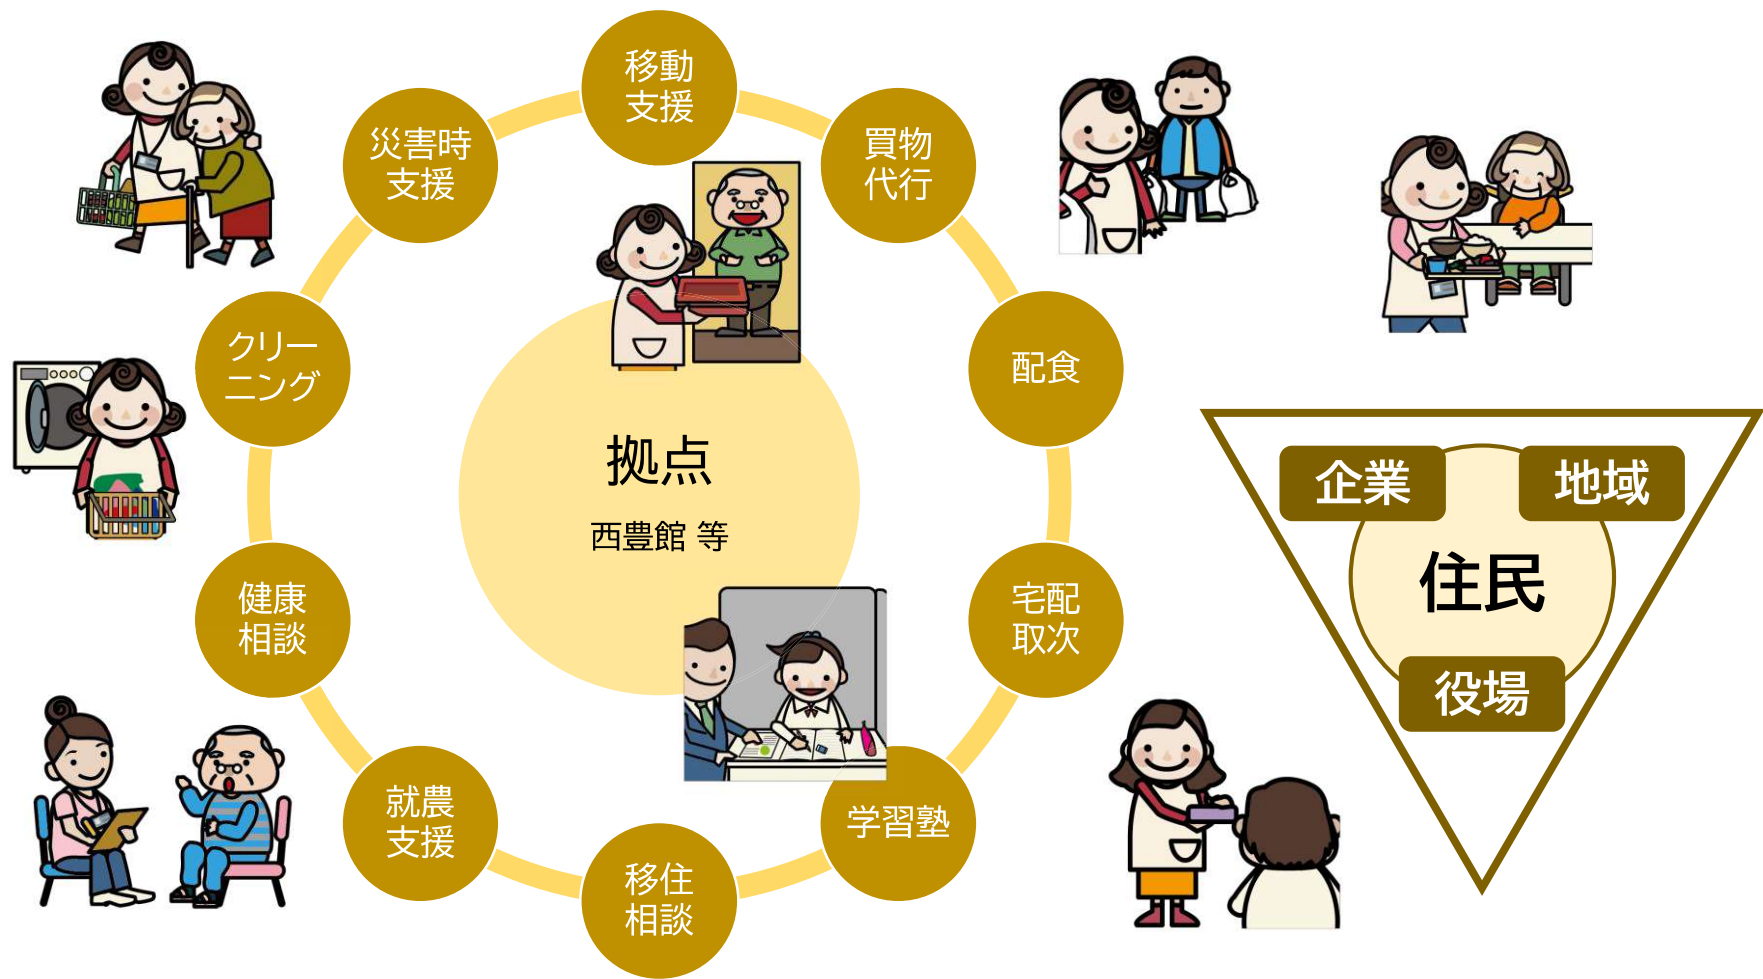 移動
支援
買物
代行
配食
宅配
取次
学習塾
移住
相談
就農
支援
健康
相談
クリー
ニング
災害時
支援
拠点
西豊館 等
企業
地域
住民
役場